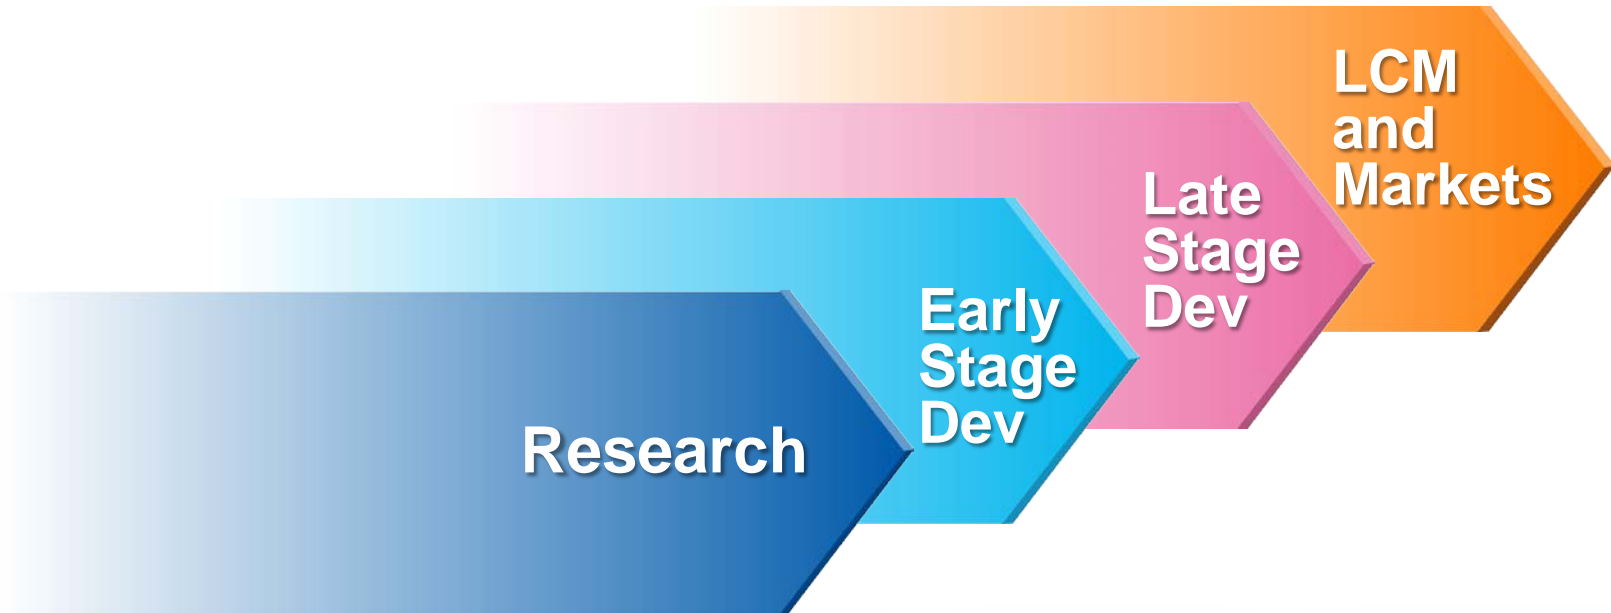 Research
Early
Stage
Dev
Late
Stage
Dev
LCM
and
Markets